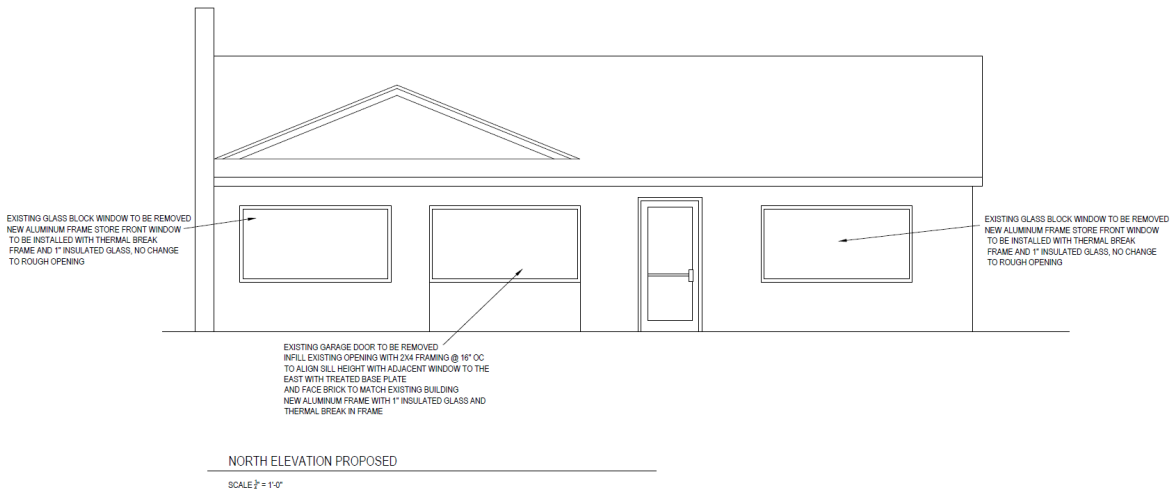 EXISTING GLASS BLOCK WINDOW TO BE REMOVED
NEW ALUMINUM FRAME STORE FRONT WINDOW
TO BE INSTALLED WITH THERMAL BREAK
FRAME AND 1" INSULATED GLASS, NO CHANGE
TO ROUGH OPENING
EXISTING GLASS BLOCK WINDOW TO BE REMOVED
NEW ALUMINUM FRAME STORE FRONT WINDOW
TO BE INSTALLED WITH THERMAL BREAK
FRAME AND 1" INSULATED GLASS, NO CHANGE
TO ROUGH OPENING
EXISTING GARAGE DOOR TO BE REMOVED
INFILL EXISTING OPENING WITH 2X4 FRAMING @ 16" OC
TO ALIGN SILL HEIGHT WITH ADJACENT WINDOW TO THE
EAST WITH TREATED BASE PLATE
AND FACE BRICK TO MATCH EXISTING BUILDING
NEW ALUMINUM FRAME WITH 1" INSULATED GLASS AND
THERMAL BREAK IN FRAME
NORTH ELEVATION PROPOSED
SCALE = 1'-0"